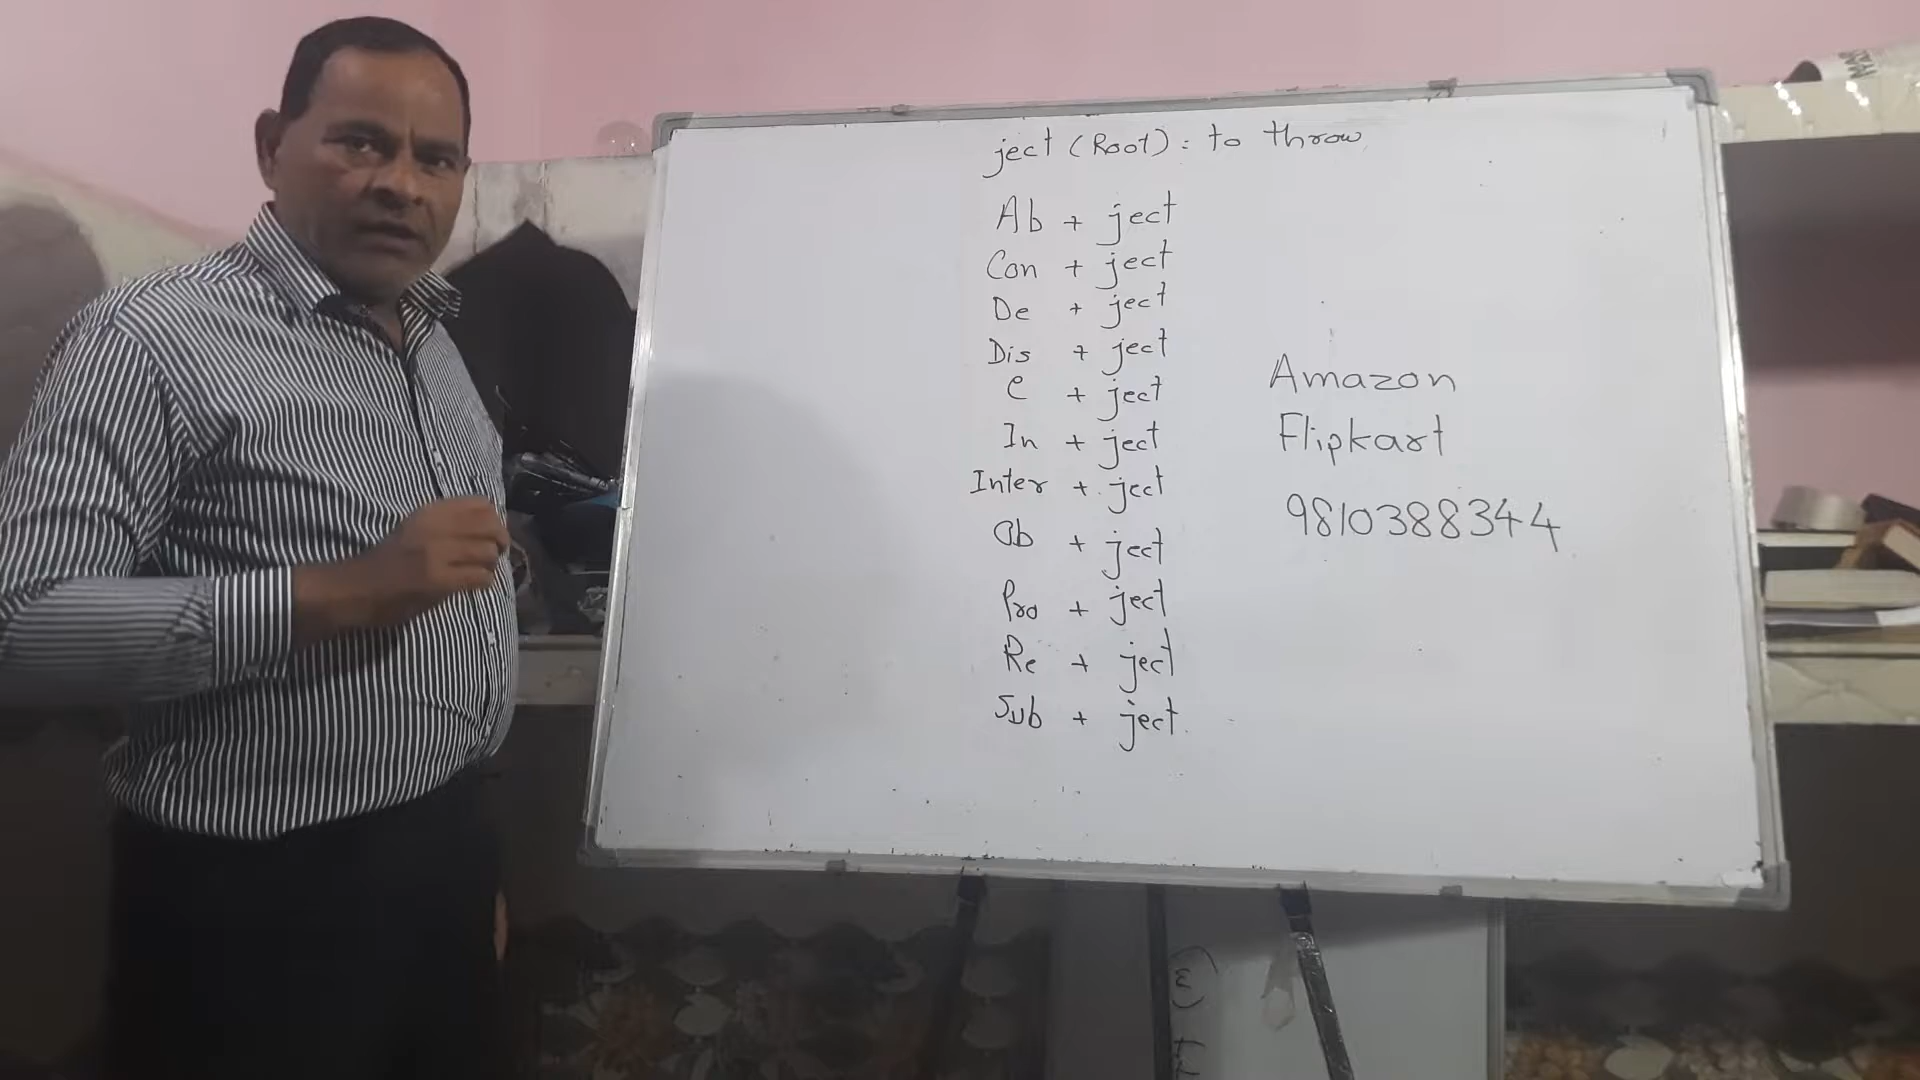 ject (Root): to throw
Ab + ject
Con + ject
De + ject
Dis + ject
e + ject
In + ject
Inter + ject
Ob + ject
Pro + ject
Re + ject
Sub + ject
Amazon
Flipkart
9810388344